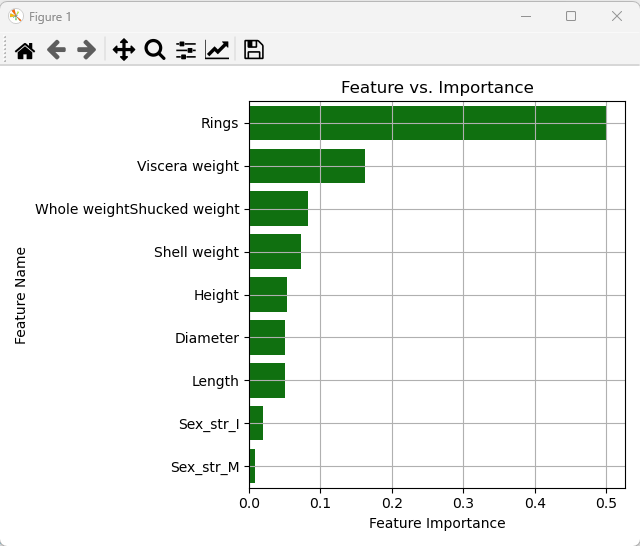 Figure 1
Feature vs. Importance
Rings
Viscera weight
Whole weightShucked weight
Shell weight
Height
Diameter
Length
Sex_str_I
Sex_str_M
Feature Name
0.0 0.1 0.2 0.3 0.4 0.5
Feature Importance